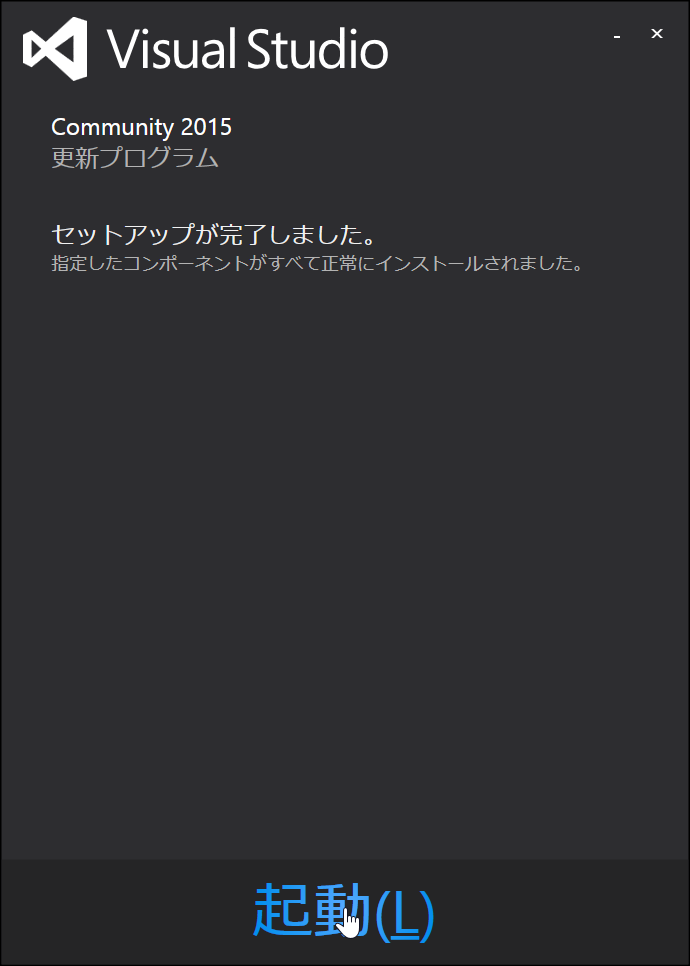 Visual Studio
Community 2015
更新プログラム
セットアップが完了しました。
指定したコンポーネントがすべて正常にインストールされました。
起動(L)